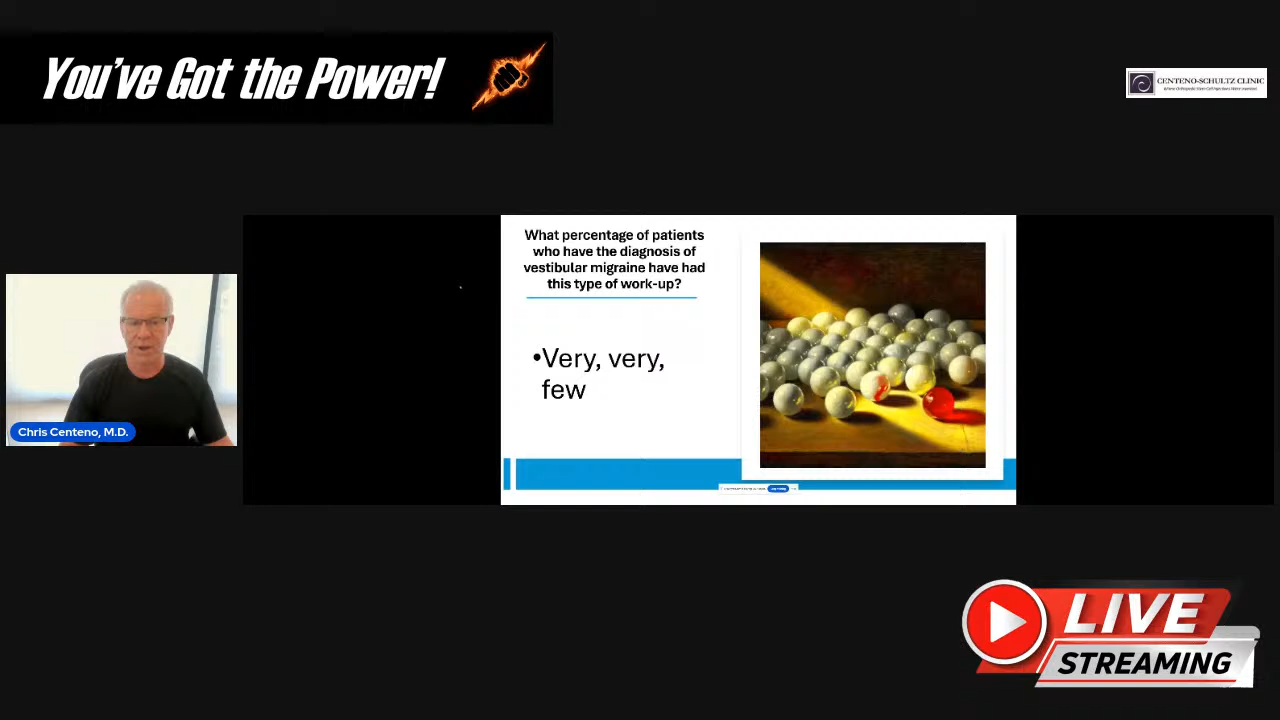 You've Got the Power!
CENTENO-SCHULTZ CLINIC
What percentage of patients
who have the diagnosis of
vestibular migraine have had
this type of work-up?
•Very, very,
few
Chris Centeno, M.D.
LIVE
STREAMING